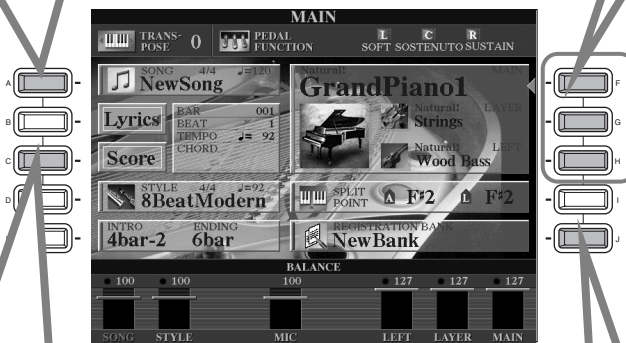 MAIN
TRANS-
POSE 0
PEDAL
FUNCTION
L C R
SOFT SOSTENUTO SUSTAIN
SONG 4/4 ♩=120
NewSong
Lyrics
Score
BAR 001
BEAT 1
TEMPO ♩= 92
CHORD
STYLE 4/4 ♩=92
8BeatModern
INTRO ENDING
4bar-2 6bar
Natural! MAIN
GrandPiano1
Natural! LAYER
Strings
Natural! LEFT
Wood Bass
SPLIT
POINT A F#2 L F#2
REGISTRATION BANK
NewBank
BALANCE
100 100 100 127 127 127
SONG STYLE MIC LEFT LAYER MAIN
A
B
C
D
F
G
H
I
J